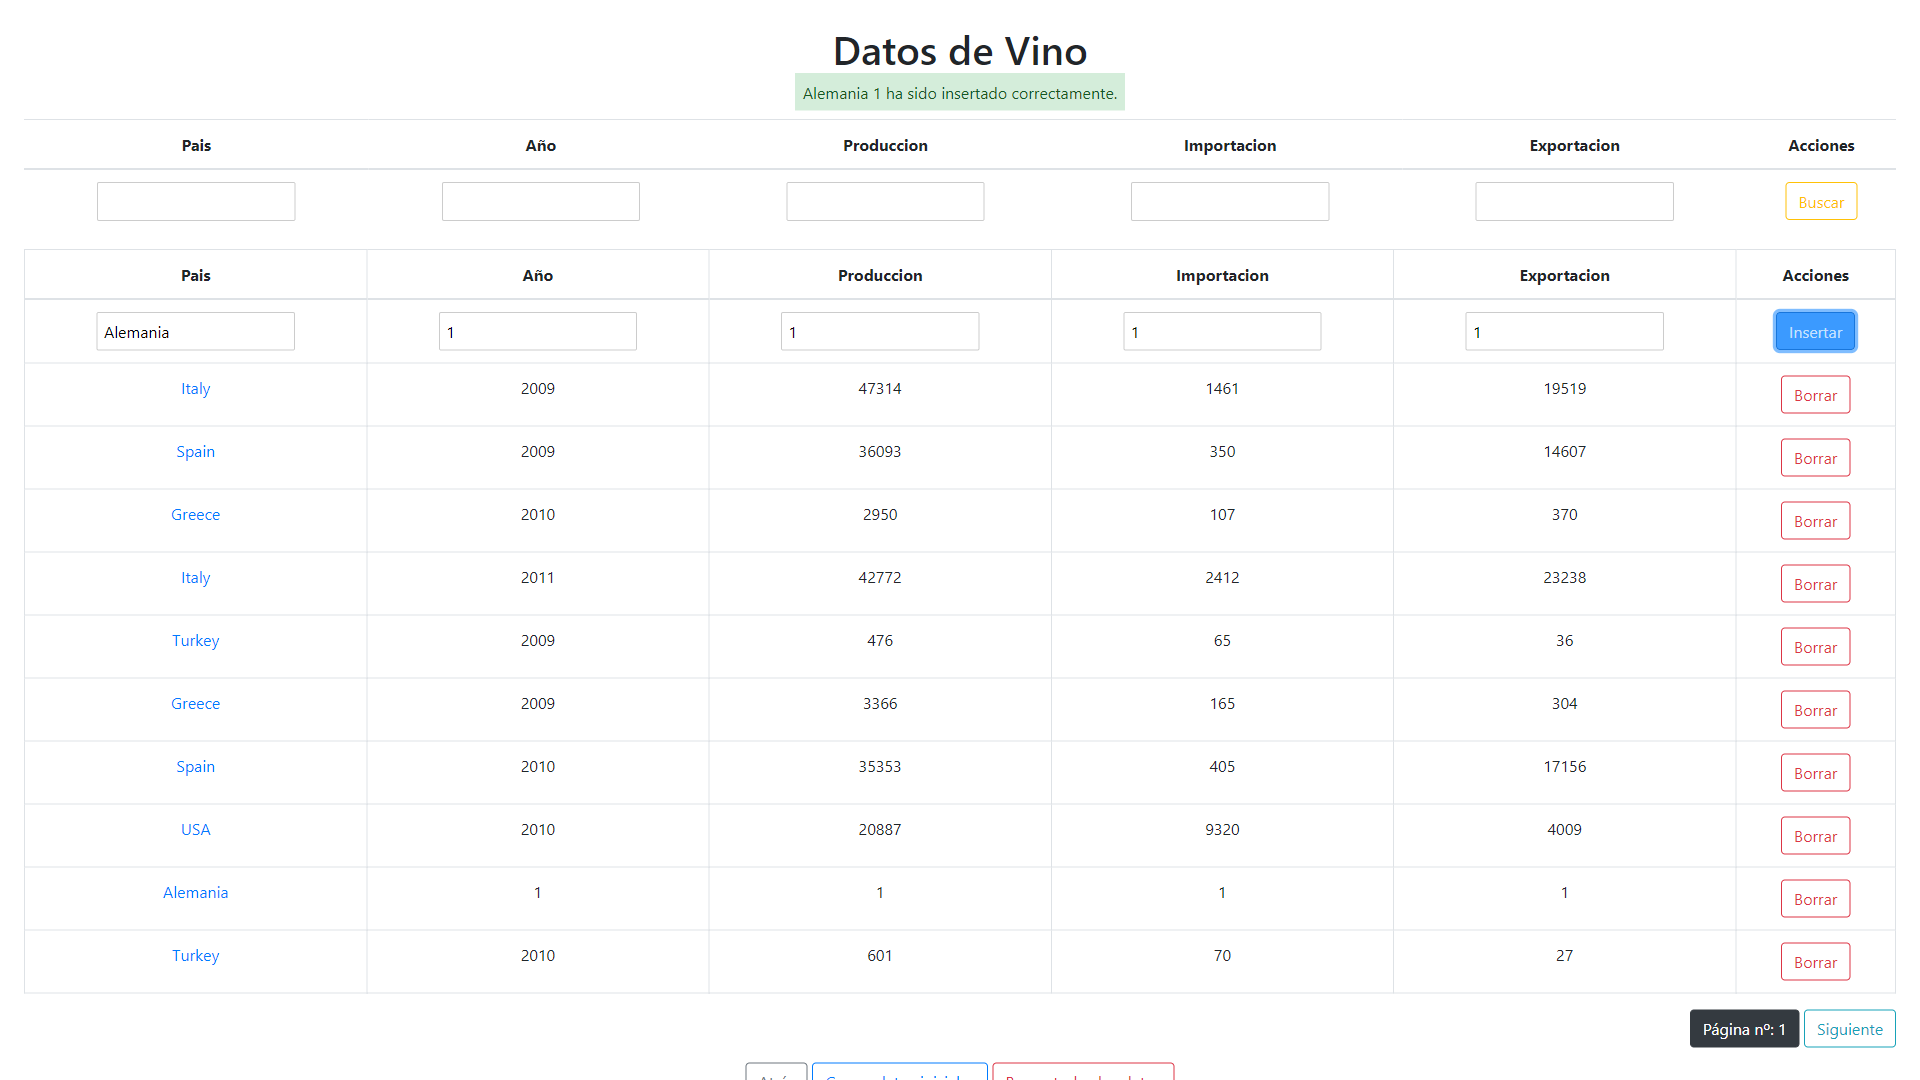 Datos de Vino
Alemania 1 ha sido insertado correctamente.
Pais Año Produccion Importacion Exportacion Acciones
Buscar
Pais Año Produccion Importacion Exportacion Acciones
Alemania 1 1 1 1 Insertar
Italy 2009 47314 1461 19519 Borrar
Spain 2009 36093 350 14607 Borrar
Greece 2010 2950 107 370 Borrar
Italy 2011 42772 2412 23238 Borrar
Turkey 2009 476 65 36 Borrar
Greece 2009 3366 165 304 Borrar
Spain 2010 35353 405 17156 Borrar
USA 2010 20887 9320 4009 Borrar
Alemania 1 1 1 1 Borrar
Turkey 2010 601 70 27 Borrar
Página nº: 1 Siguiente